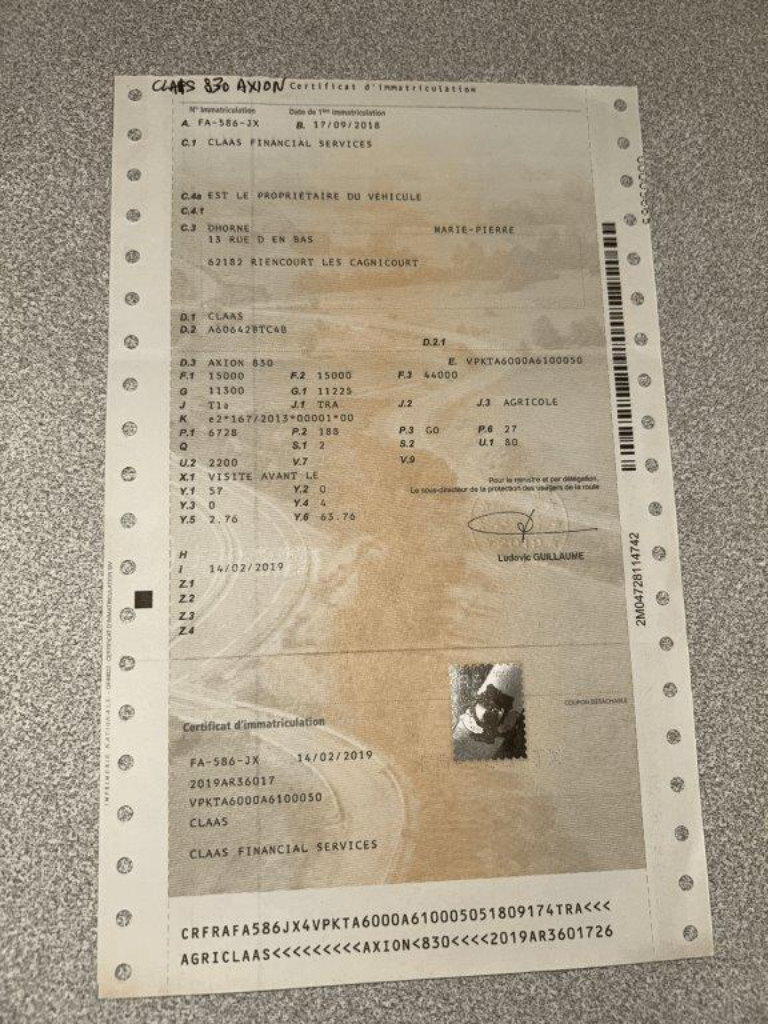 CLAAS 830 AXION Certificat d'immatriculation
N° Immatriculation Date de 1ère immatriculation
A. FA-586-JX B. 17/09/2018
C.1 CLAAS FINANCIAL SERVICES
C.4a EST LE PROPRIETAIRE DU VEHICULE
C.4.1
C.3 DHORNE MARIE-PIERRE
13 RUE D EN BAS
62182 RIENCOURT LES CAGNICOURT
D.1 CLAAS
D.2 A60642BTC4B
D.2.1
D.3 AXION 830 E. VPKTA6000A6100050
F.1 15000 F.2 15000 F.3 44000
G 11300 G.1 11225
J T1a J.1 TRA J.2 J.3 AGRICOLE
K e2*167/2013*00001*00
P.1 6728 P.2 188 P.3 GO P.6 27
Q S.1 2 S.2 U.1 80
U.2 2200 V.7 V.9
X.1 VISITE AVANT LE
Y.1 57 Y.2 0
Y.3 0 Y.4 4
Y.5 2.76 Y.6 63.76
Pour le ministre et par délégation,
Le sous-directeur de la protection des usagers de la route
Ludovic GUILLAUME
H
I 14/02/2019
Z.1
Z.2
Z.3
Z.4
2M04728114742
COUPON DÉTACHABLE
Certificat d'immatriculation
FA-586-JX 14/02/2019
2019AR36017
VPKTA6000A6100050
CLAAS
CLAAS FINANCIAL SERVICES
CRFRAFA586JX4VPKTA6000A610005051809174TRA<<<
AGRICLAAS<<<<<<<<<AXION<830<<<<2019AR3601726